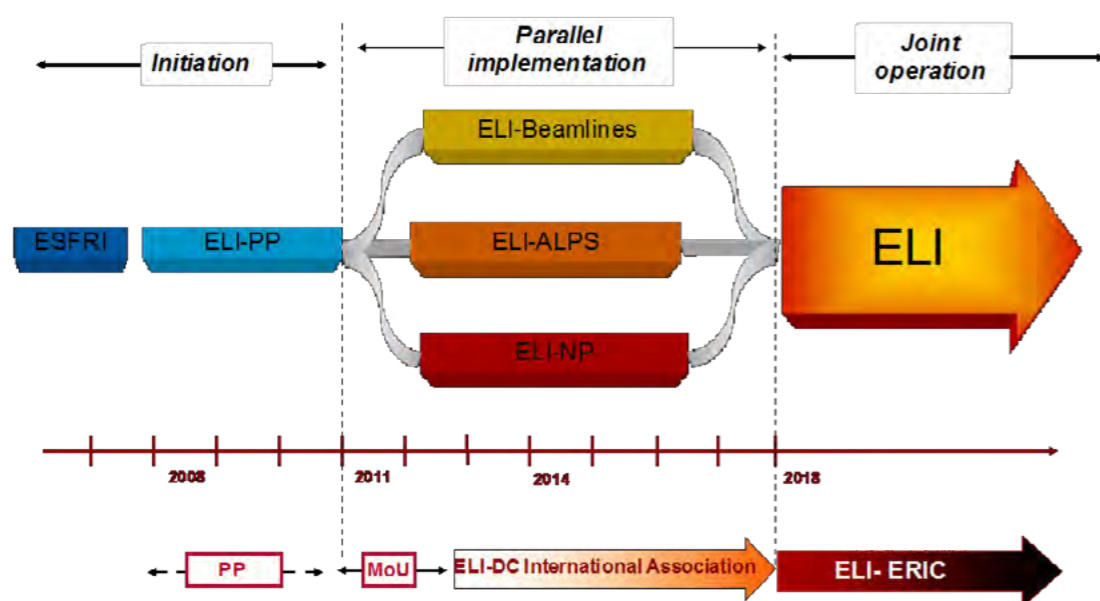 Initiation
Parallel
implementation
Joint
operation
ELI-Beamlines
ESFRI
ELI-PP
ELI-ALPS
ELI
ELI-NP
2008
2011
2014
2018
PP
MoU
ELI-DC International Association
ELI- ERIC